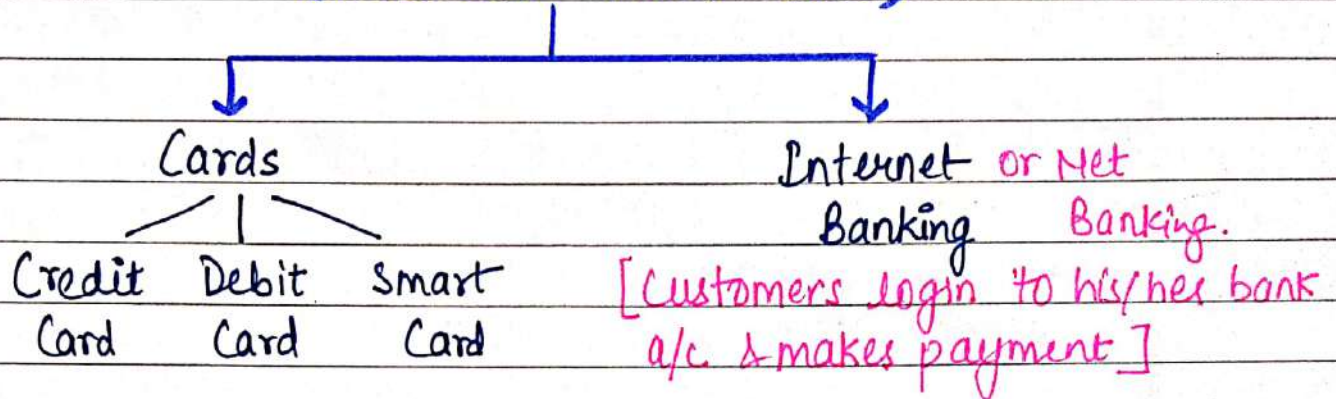 Cards
Internet or Net
Banking Banking.
Credit Debit Smart
[Customers login to his/her bank
Card Card Card
a/c & makes payment]